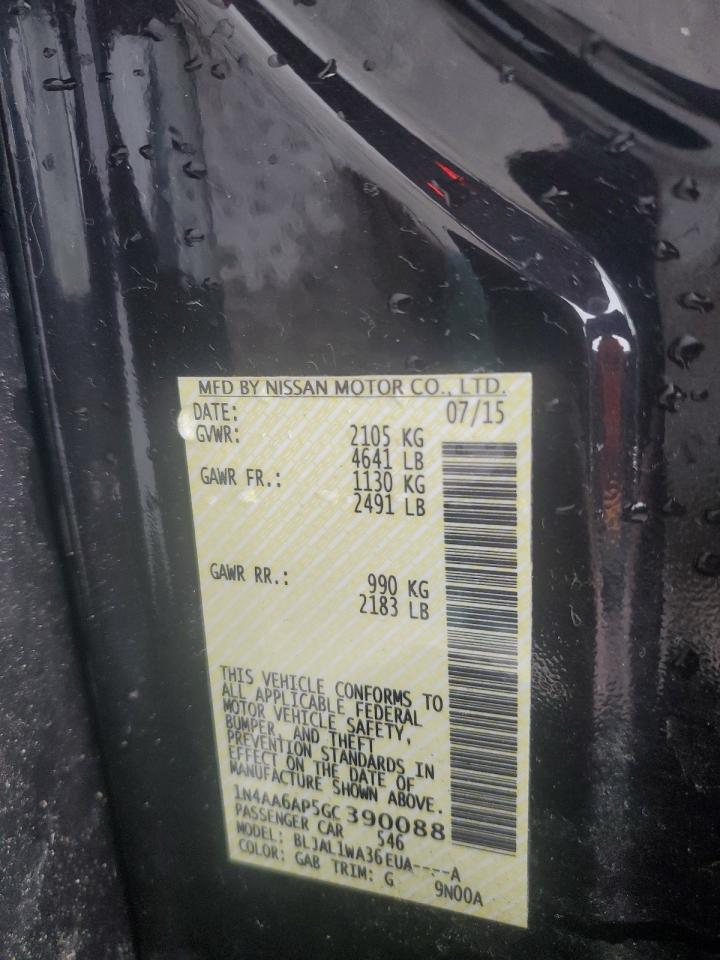 MFD BY NISSAN MOTOR CO., LTD.
DATE: 07/15
GVWR: 2105 KG
4641 LB
GAWR FR.: 1130 KG
2491 LB
GAWR RR.: 990 KG
2183 LB
THIS VEHICLE CONFORMS TO
ALL APPLICABLE FEDERAL
MOTOR VEHICLE SAFETY,
BUMPER, AND THEFT
PREVENTION STANDARDS IN
EFFECT ON THE DATE OF
MANUFACTURE SHOWN ABOVE.
1N4AA6AP5GC390088
PASSENGER CAR 546
MODEL: BLJAL1WA36EUA----A
COLOR: GAB TRIM: G 9N00A